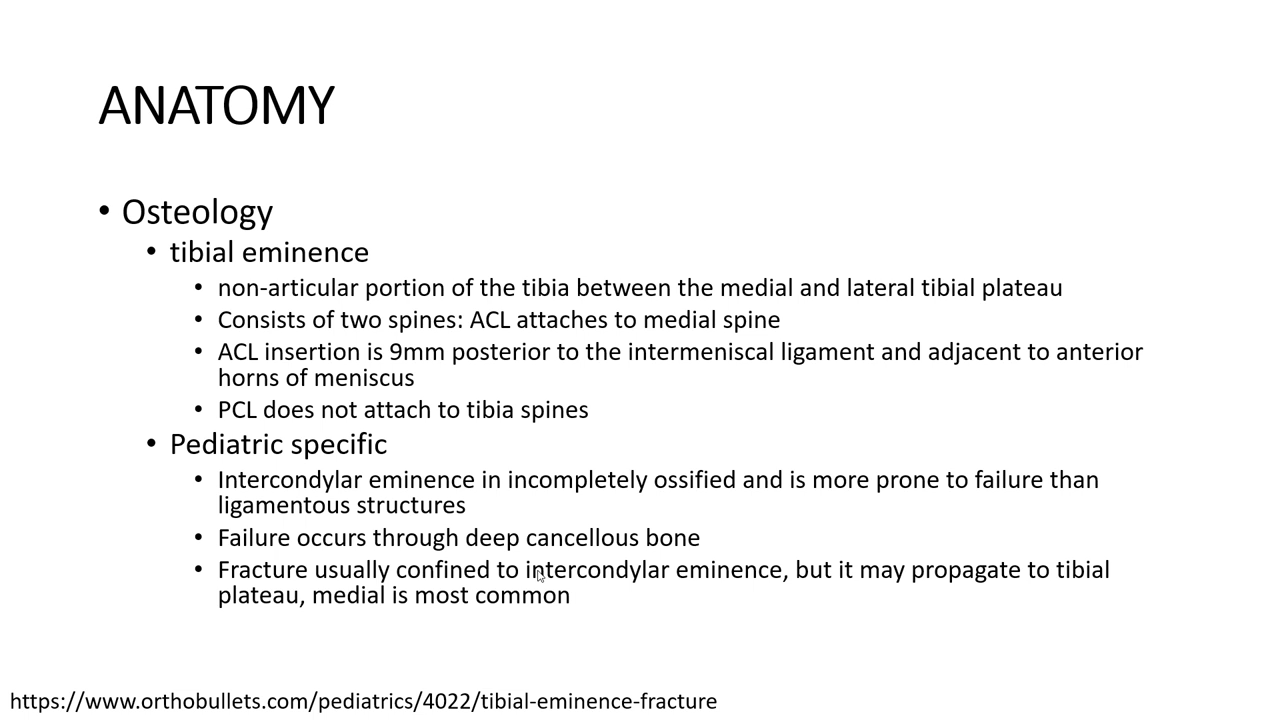 ANATOMY
• Osteology
• tibial eminence
• non-articular portion of the tibia between the medial and lateral tibial plateau
• Consists of two spines: ACL attaches to medial spine
• ACL insertion is 9mm posterior to the intermeniscal ligament and adjacent to anterior
horns of meniscus
• PCL does not attach to tibia spines
• Pediatric specific
• Intercondylar eminence in incompletely ossified and is more prone to failure than
ligamentous structures
• Failure occurs through deep cancellous bone
• Fracture usually confined to intercondylar eminence, but it may propagate to tibial
plateau, medial is most common
https://www.orthobullets.com/pediatrics/4022/tibial-eminence-fracture